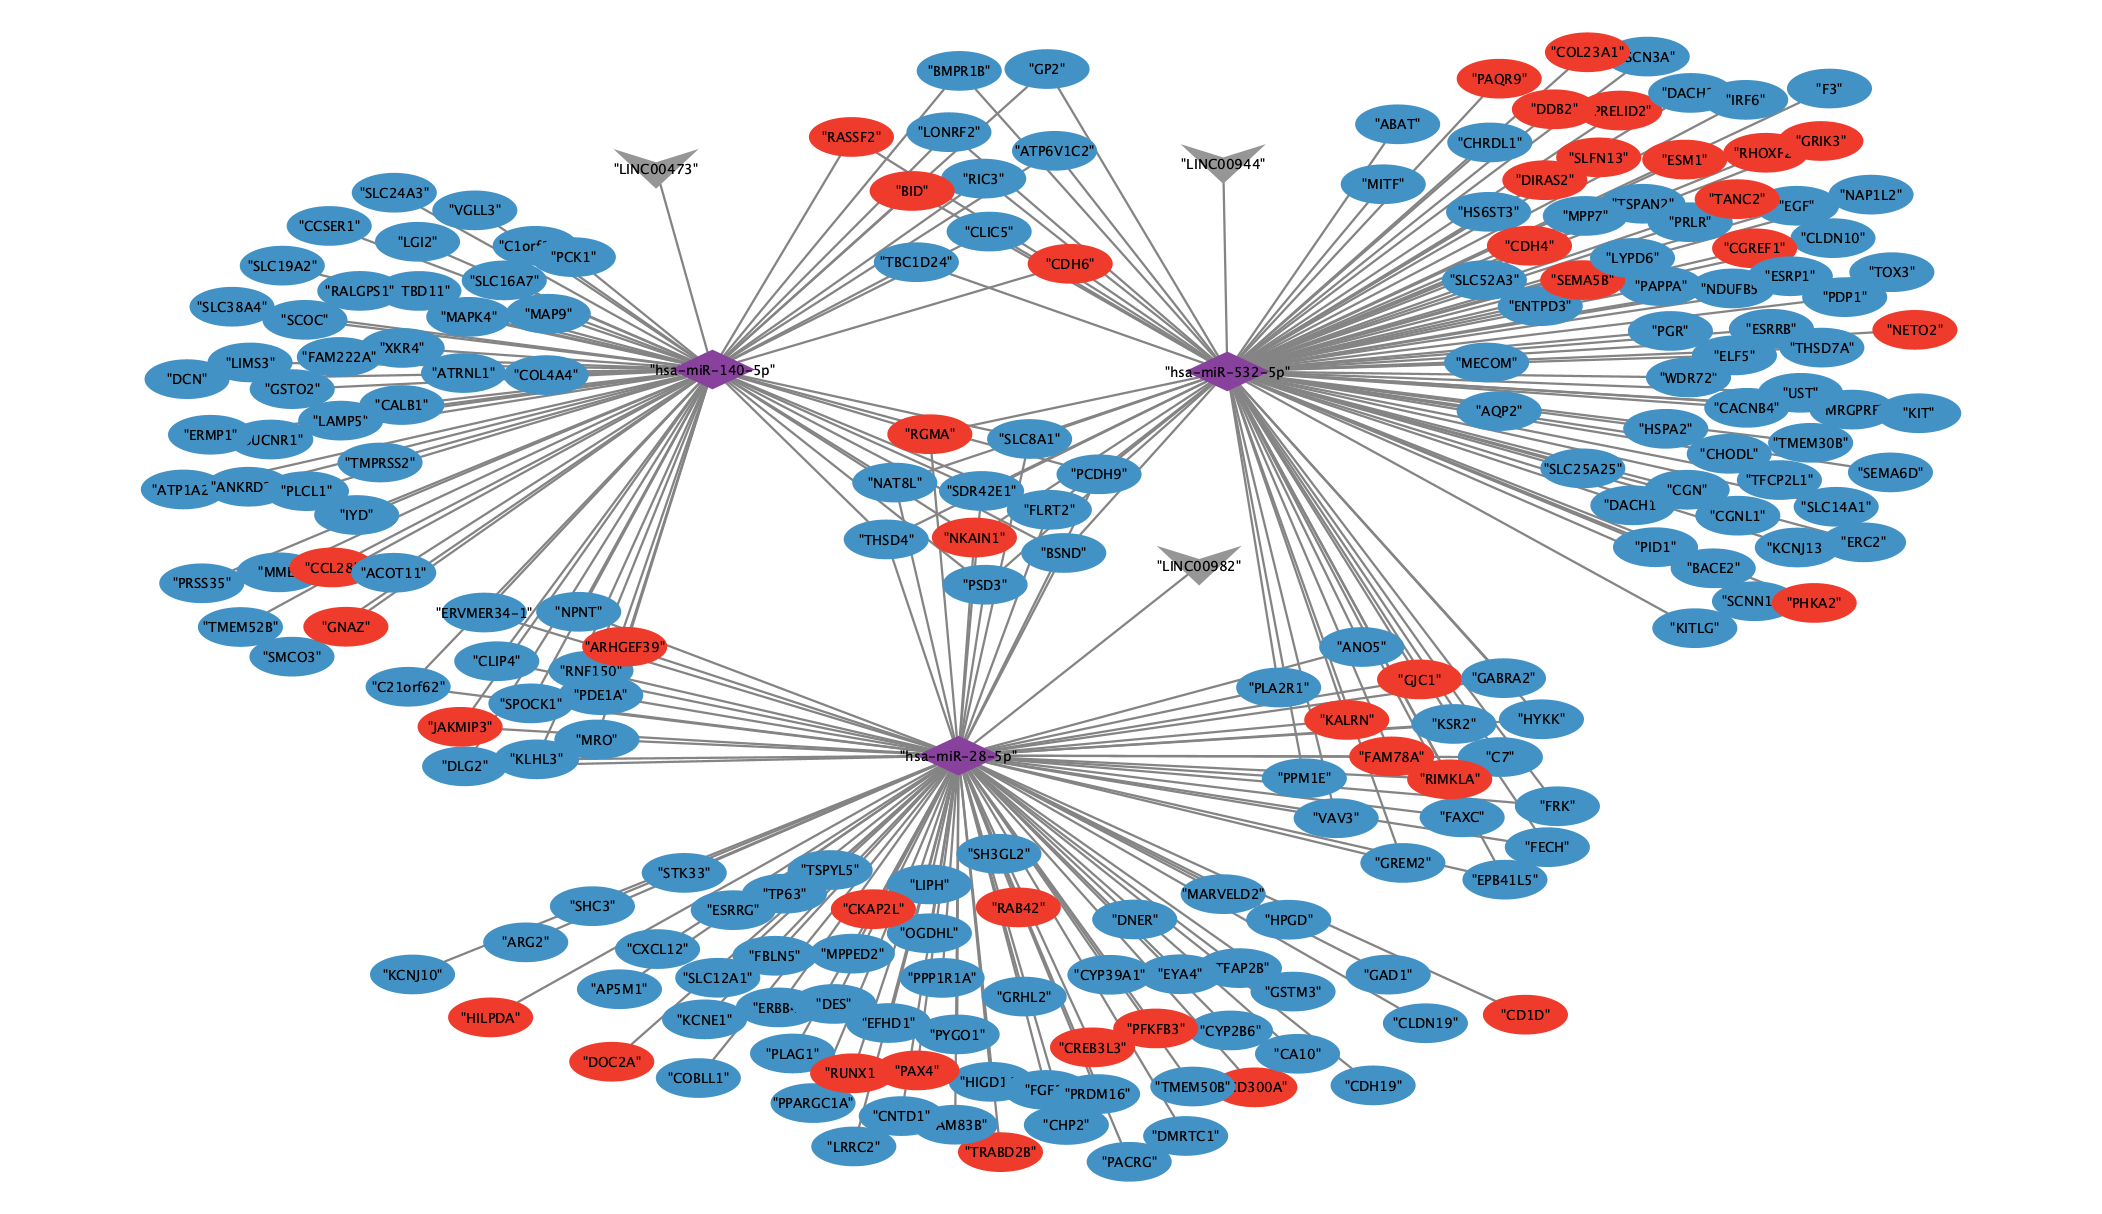 "COL23A1"
"BMPR1B"
"GP2"
"PAQR9"
"F3"
"IRF6"
"DDB2"
"ABAT"
"LONRF2"
"RASSF2"
"CHRDL1"
"GRIK3"
"ATP6V1C2"
"SLFN13"
"ESM1"
"LINC00473"
"LINC00944"
"RIC3"
"DIRAS2"
"MITF"
"BID"
"SLC24A3"
"NAP1L2"
"TANC2"
"EGF"
"VGLL3"
"HS6ST3"
"MPP7"
"PRLR"
"CCSER1"
"CLIC5"
"CLDN10"
"LGI2"
"CDH4"
"CGREF1"
"PCK1"
"LYPD6"
"TBC1D24"
"CDH6"
"SLC19A2"
"TOX3"
"ESRP1"
"SLC16A7"
"SLC52A3"
"SEMA5B"
"PAPPA"
"NDUFB5
"RALGPS1"
TBD11"
"PDP1"
"SLC38A4"
"ENTPD3"
"SCOC"
"MAPK4"
"MAP9"
"PGR"
"ESRRB"
"NETO2"
"XKR4"
"THSD7A"
"FAM222A"
"LIMS3"
"ELF5"
"MECOM"
"hsa-miR-140-5p"
"hsa-miR-532-5p"
"ATRNL1"
"COL4A4"
"DCN"
"WDR72"
"GSTO2"
"UST"
"CALB1"
"CACNB4"
"KIT"
"AQP2"
"LAMP5"
"HSPA2"
"ERMP1"
"RGMA"
"SLC8A1"
"TMEM30B"
"CHODL"
"TMPRSS2"
"SLC25A25"
"PCDH9"
"SEMA6D"
"NAT8L"
"TFCP2L1"
"ATP1A2
"PLCL1"
"SDR42E1"
"CGN"
"DACH1
"SLC14A1"
"FLRT2"
"IYD"
"CGNL1"
"THSD4"
"NKAIN1"
"ERC2"
"PID1"
"KCNJ13
"BSND"
"LINC00982"
"CCL28"
"BACE2"
"ACOT11"
"PRSS35"
"PSD3"
"SCNN1
"PHKA2"
"ERVMER34-1"
"NPNT"
"TMEM52B"
"GNAZ"
"KITLG"
"ARHGEF39"
"ANO5"
"SMCO3"
"CLIP4"
"RNF150"
"GJC1"
"GABRA2"
"C21orf62"
"PLA2R1"
"PDE1A"
"SPOCK1"
"KALRN"
"HYKK"
"KSR2"
"JAKMIP3"
"MRO"
"hsa-miR-28-5p"
"FAM78A"
"C7"
"KLHL3"
"DLG2"
"PPM1E"
"RIMKLA"
"FRK"
"VAV3"
"FAXC"
"FECH"
"SH3GL2"
"GREM2"
"TSPYL5"
"STK33"
"EPB41L5"
"LIPH"
"TP63"
"MARVELD2"
"SHC3"
"ESRRG"
"CKAP2L"
"RAB42"
"DNER"
"HPGD"
"OGDHL"
"ARG2"
"CXCL12"
"FBLN5"
"MPPED2"
"TFAP2B"
"KCNJ10"
"SLC12A1"
"PPP1R1A"
"CYP39A1"
"EYA4"
"GAD1"
"AP5M1"
"GSTM3"
"GRHL2"
"DES"
"HILPDA"
"CD1D"
"KCNE1"
"EFHD1"
"CLDN19"
"PFKFB3"
"CYP2B6"
"PYGO1"
"CREB3L3"
"PLAG1"
"CA10"
"DOC2A"
"RUNX1
"PAX4"
"COBLL1"
"CDH19"
"TMEM50B"
"PRDM16"
"PPARGC1A"
"CNTD1"
"CHP2"
"DMRTC1"
"LRRC2"
"TRABD2B"
"PACRG"